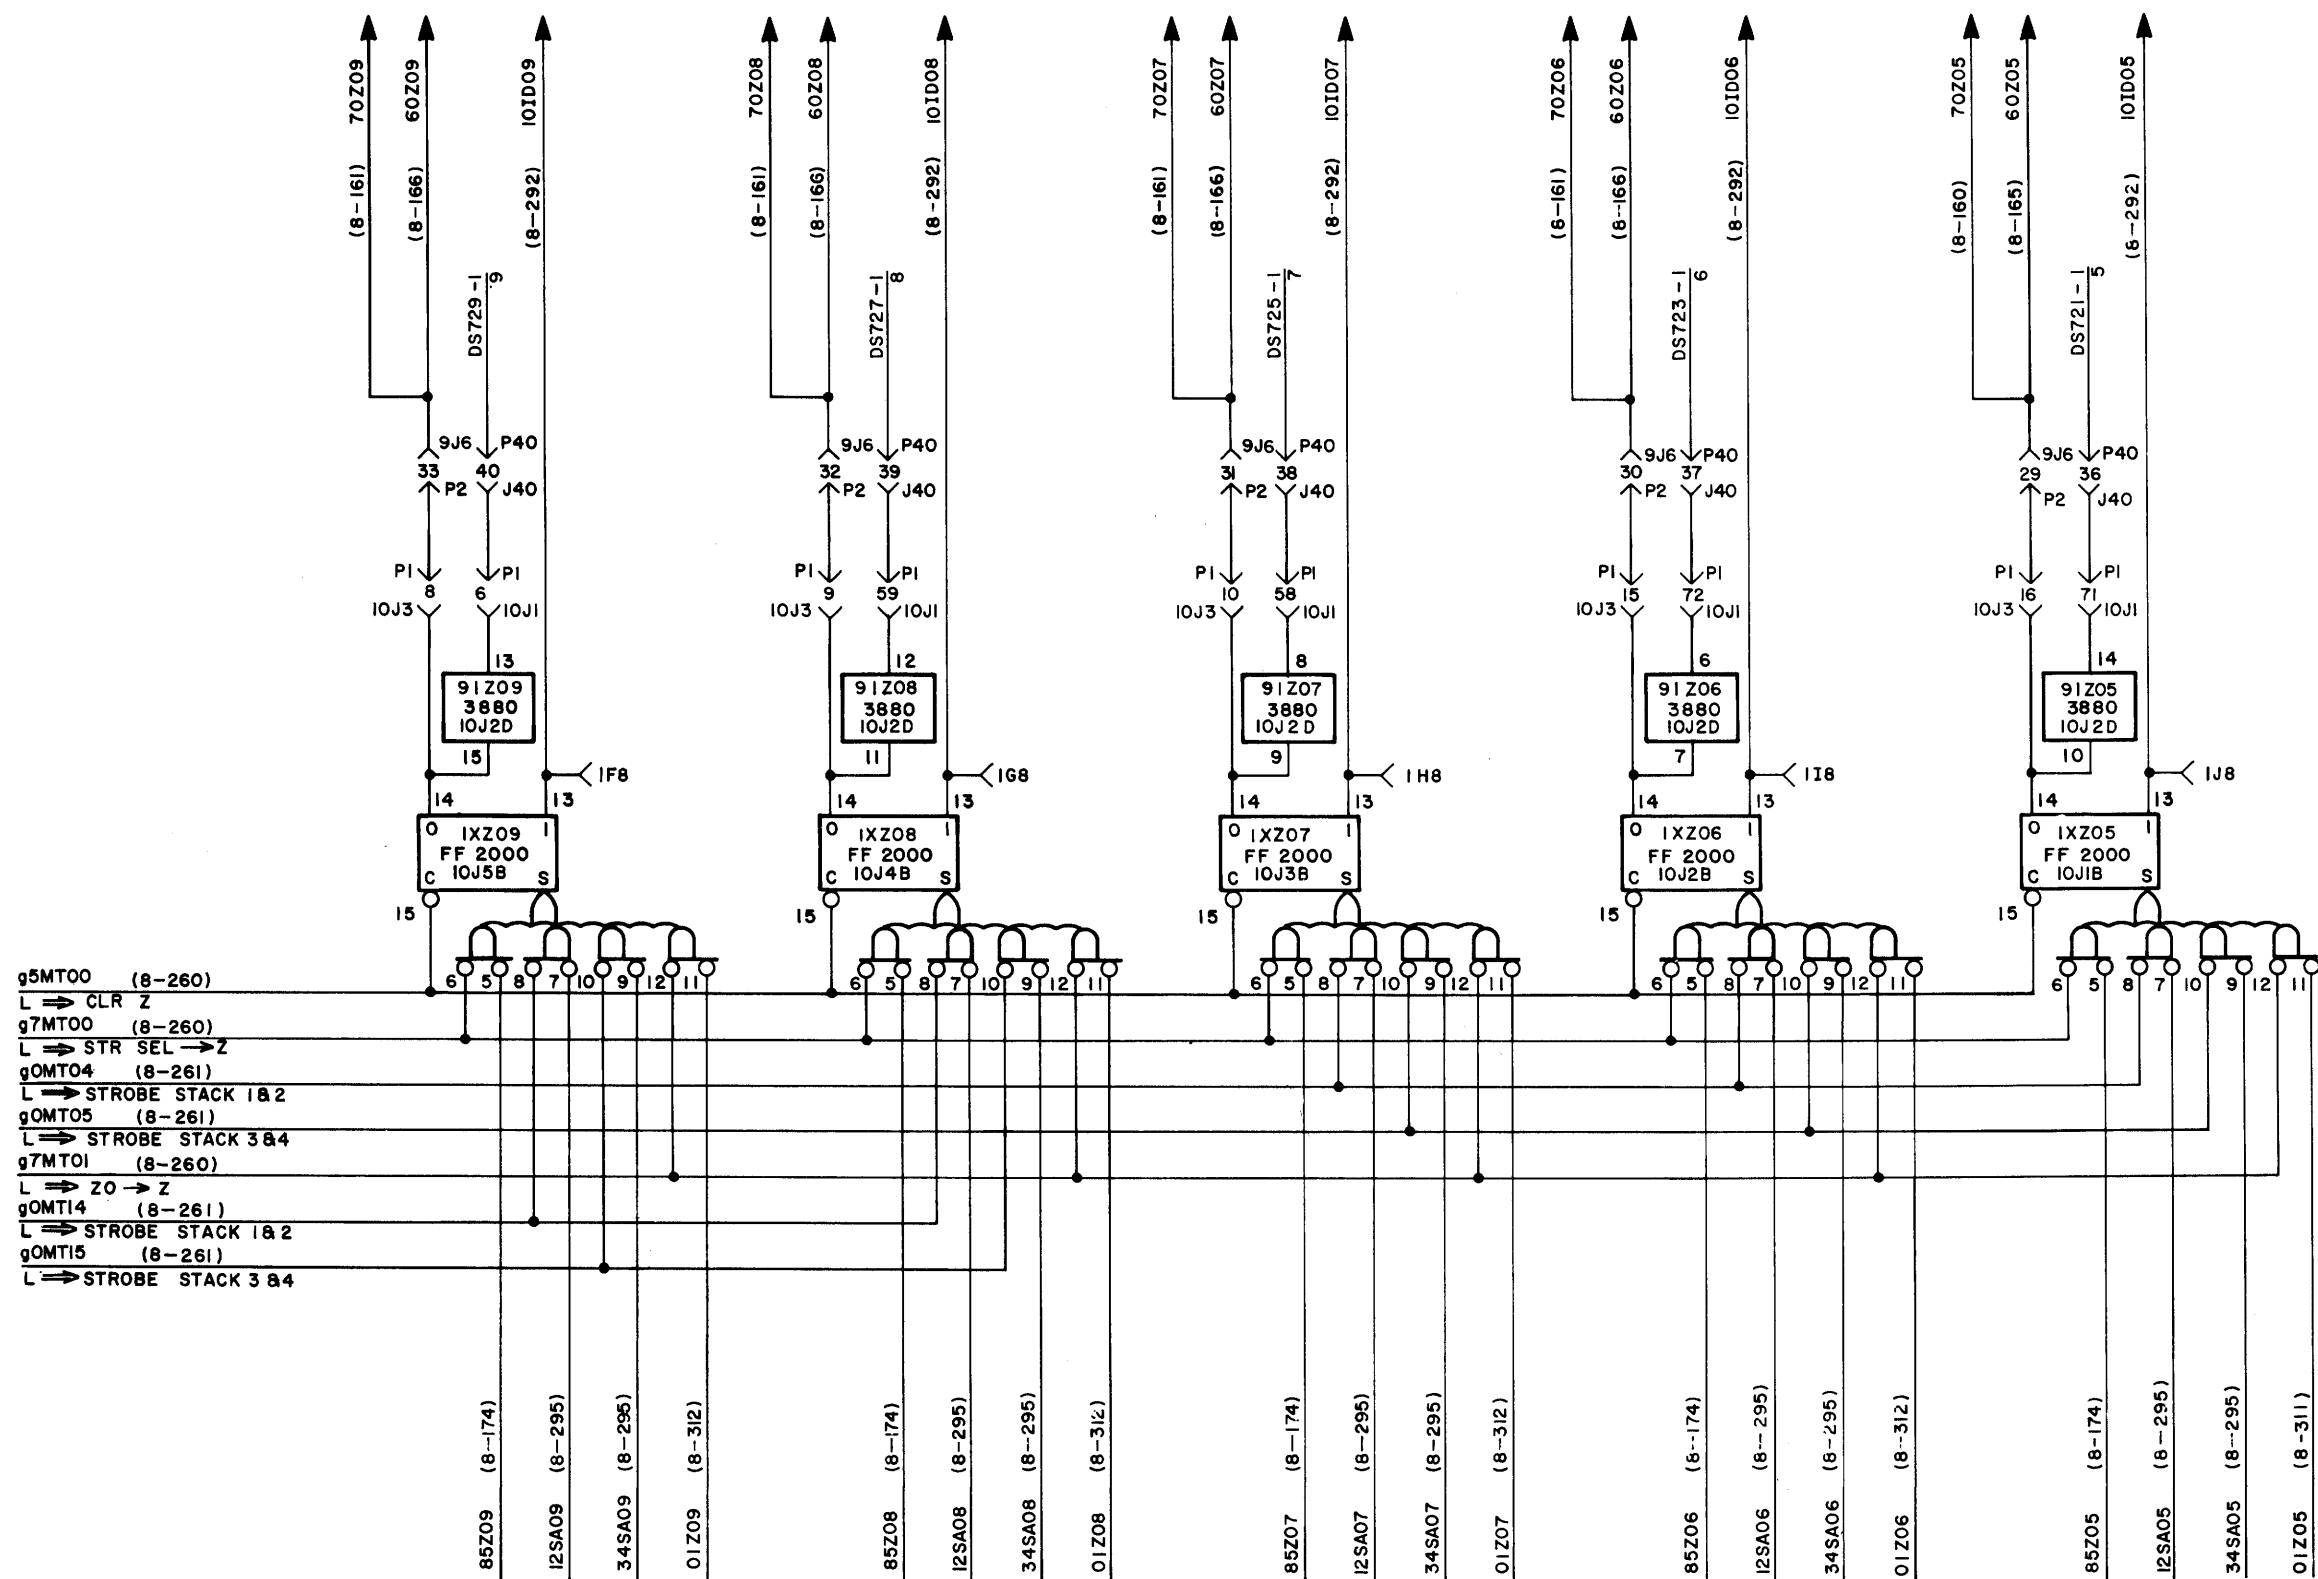 70Z09 60Z09 10ID09 70Z08 60Z08 10ID08 70Z07 60Z07 10ID07 70Z06 60Z06 10ID06 70Z05 60Z05 10ID05
(8-161) (8-166) (8-292) (8-161) (8-166) (8-292) (8-161) (8-166) (8-292) (6-161) (8-166) (8-292) (8-160) (8-165) (8-292)
DS729-1 9 DS727-1 8 DS725-1 7 DS723-1 6 DS721-1 5
9J6 P40 9J6 P40 9J6 P40 9J6 P40 9J6 P40
33 40 32 39 31 38 30 37 29 36
P2 J40 P2 J40 P2 J40 P2 J40 P2 J40
P1 P1 P1 P1 P1 P1 P1 P1 P1 P1
8 6 9 59 10 58 15 72 16 71
10J3 10J1 10J3 10J1 10J3 10J1 10J3 10J1 10J3 10J1
13 12 8 6 14
91Z09 91Z08 91Z07 91Z06 91Z05
3880 3880 3880 3880 3880
10J2D 10J2D 10J2D 10J2D 10J2D
15 11 9 7 10
1F8 1G8 1H8 1I8 1J8
14 13 14 13 14 13 14 13 14 13
0 1XZ09 1 0 1XZ08 1 0 1XZ07 1 0 1XZ06 1 0 1XZ05 1
FF 2000 FF 2000 FF 2000 FF 2000 FF 2000
C 10J5B S C 10J4B S C 10J3B S C 10J2B S C 10J1B S
15 15 15 15 15
6 5 8 7 10 9 12 11 6 5 8 7 10 9 12 11 6 5 8 7 10 9 12 11 6 5 8 7 10 9 12 11 6 5 8 7 10 9 12 11
g5MT00 (8-260)
L ⇒ CLR Z
g7MT00 (8-260)
L ⇒ STR SEL → Z
g0MT04 (8-261)
L ⇒ STROBE STACK 1&2
g0MT05 (8-261)
L ⇒ STROBE STACK 3&4
g7MT01 (8-260)
L ⇒ Z0 → Z
g0MT14 (8-261)
L ⇒ STROBE STACK 1&2
g0MT15 (8-261)
L ⇒ STROBE STACK 3&4
(8-174) (8-295) (8-295) (8-312) (8-174) (8-295) (8-295) (8-312) (8-174) (8-295) (8-295) (8-312) (8-174) (8-295) (8-295) (8-312) (8-174) (8-295) (8-295) (8-311)
85Z09 12SA09 34SA09 01Z09 85Z08 12SA08 34SA08 01Z08 85Z07 12SA07 34SA07 01Z07 85Z06 12SA06 34SA06 01Z06 85Z05 12SA05 34SA05 01Z05